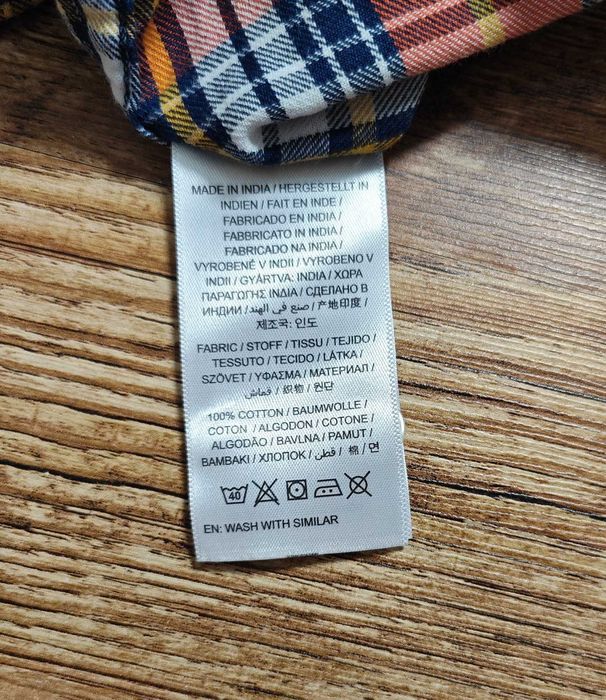 MADE IN INDIA / HERGESTELLT IN
INDIEN / FAIT EN INDE /
FABRICADO EN INDIA /
FABBRICATO IN INDIA /
FABRICADO NA INDIA /
VYROBENÉ V INDII / VYROBENO V
INDII / GYÁRTVA: INDIA / ΧΩΡΑ
ΠΑΡΑΓΩΓΗΣ ΙΝΔΙΑ / СДЕЛАНО В
ИНДИИ / صنع في الهند / 产地印度 /
제조국: 인도
FABRIC / STOFF / TISSU / TEJIDO /
TESSUTO / TECIDO / LÁTKA /
SZÖVET / ΥΦΑΣΜΑ / МАТЕРИАЛ /
قماش / 织物 / 원단
100% COTTON / BAUMWOLLE /
COTON / ALGODON / COTONE /
ALGODÃO / BAVLNA / PAMUT /
BAMBAKI / ХЛОПОК / قطن / 棉 / 면
40
EN: WASH WITH SIMILAR